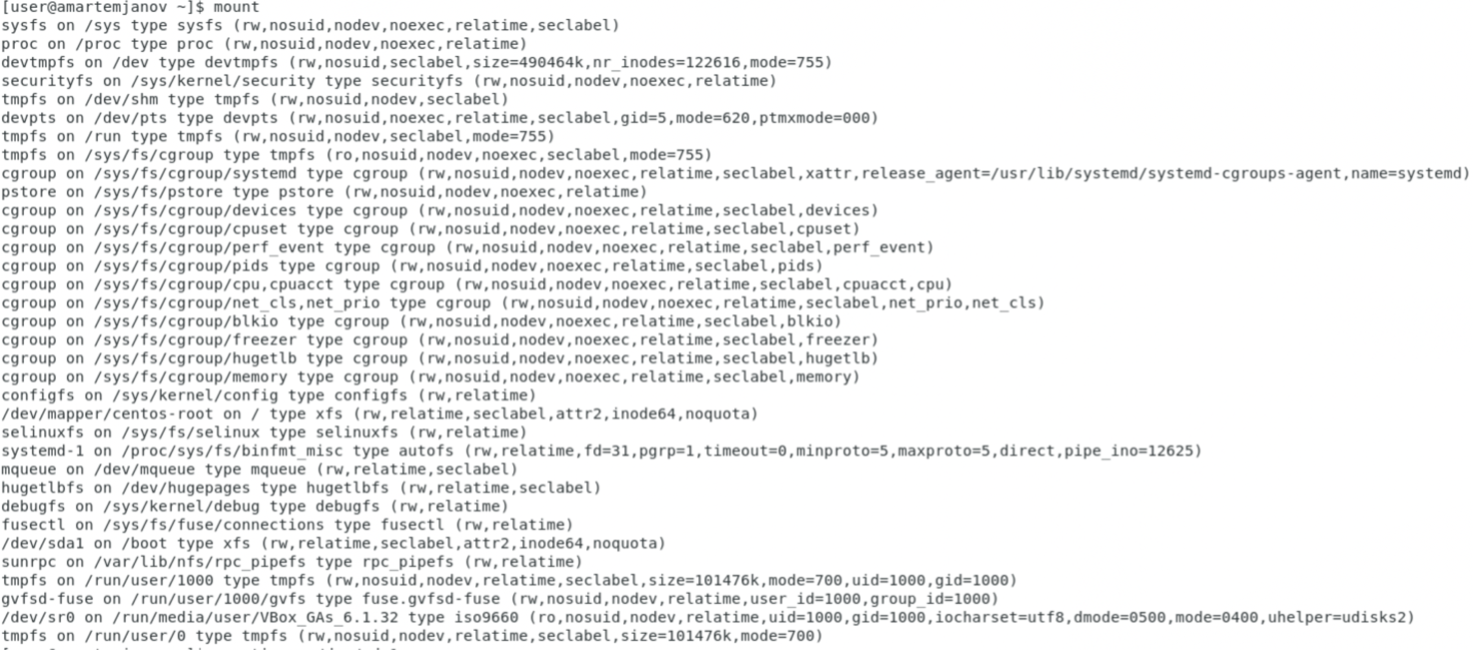 [user@amartemjanov ~]$ mount
sysfs on /sys type sysfs (rw,nosuid,nodev,noexec,relatime,seclabel)
proc on /proc type proc (rw,nosuid,nodev,noexec,relatime)
devtmpfs on /dev type devtmpfs (rw,nosuid,seclabel,size=490464k,nr_inodes=122616,mode=755)
securityfs on /sys/kernel/security type securityfs (rw,nosuid,nodev,noexec,relatime)
tmpfs on /dev/shm type tmpfs (rw,nosuid,nodev,seclabel)
devpts on /dev/pts type devpts (rw,nosuid,noexec,relatime,seclabel,gid=5,mode=620,ptmxmode=000)
tmpfs on /run type tmpfs (rw,nosuid,nodev,seclabel,mode=755)
tmpfs on /sys/fs/cgroup type tmpfs (ro,nosuid,nodev,noexec,seclabel,mode=755)
cgroup on /sys/fs/cgroup/systemd type cgroup (rw,nosuid,nodev,noexec,relatime,seclabel,xattr,release_agent=/usr/lib/systemd/systemd-cgroups-agent,name=systemd)
pstore on /sys/fs/pstore type pstore (rw,nosuid,nodev,noexec,relatime)
cgroup on /sys/fs/cgroup/devices type cgroup (rw,nosuid,nodev,noexec,relatime,seclabel,devices)
cgroup on /sys/fs/cgroup/cpuset type cgroup (rw,nosuid,nodev,noexec,relatime,seclabel,cpuset)
cgroup on /sys/fs/cgroup/perf_event type cgroup (rw,nosuid,nodev,noexec,relatime,seclabel,perf_event)
cgroup on /sys/fs/cgroup/pids type cgroup (rw,nosuid,nodev,noexec,relatime,seclabel,pids)
cgroup on /sys/fs/cgroup/cpu,cpuacct type cgroup (rw,nosuid,nodev,noexec,relatime,seclabel,cpuacct,cpu)
cgroup on /sys/fs/cgroup/net_cls,net_prio type cgroup (rw,nosuid,nodev,noexec,relatime,seclabel,net_prio,net_cls)
cgroup on /sys/fs/cgroup/blkio type cgroup (rw,nosuid,nodev,noexec,relatime,seclabel,blkio)
cgroup on /sys/fs/cgroup/freezer type cgroup (rw,nosuid,nodev,noexec,relatime,seclabel,freezer)
cgroup on /sys/fs/cgroup/hugetlb type cgroup (rw,nosuid,nodev,noexec,relatime,seclabel,hugetlb)
cgroup on /sys/fs/cgroup/memory type cgroup (rw,nosuid,nodev,noexec,relatime,seclabel,memory)
configfs on /sys/kernel/config type configfs (rw,relatime)
/dev/mapper/centos-root on / type xfs (rw,relatime,seclabel,attr2,inode64,noquota)
selinuxfs on /sys/fs/selinux type selinuxfs (rw,relatime)
systemd-1 on /proc/sys/fs/binfmt_misc type autofs (rw,relatime,fd=31,pgrp=1,timeout=0,minproto=5,maxproto=5,direct,pipe_ino=12625)
mqueue on /dev/mqueue type mqueue (rw,relatime,seclabel)
hugetlbfs on /dev/hugepages type hugetlbfs (rw,relatime,seclabel)
debugfs on /sys/kernel/debug type debugfs (rw,relatime)
fusectl on /sys/fs/fuse/connections type fusectl (rw,relatime)
/dev/sda1 on /boot type xfs (rw,relatime,seclabel,attr2,inode64,noquota)
sunrpc on /var/lib/nfs/rpc_pipefs type rpc_pipefs (rw,relatime)
tmpfs on /run/user/1000 type tmpfs (rw,nosuid,nodev,relatime,seclabel,size=101476k,mode=700,uid=1000,gid=1000)
gvfsd-fuse on /run/user/1000/gvfs type fuse.gvfsd-fuse (rw,nosuid,nodev,relatime,user_id=1000,group_id=1000)
/dev/sr0 on /run/media/user/VBox_GAs_6.1.32 type iso9660 (ro,nosuid,nodev,relatime,uid=1000,gid=1000,iocharset=utf8,dmode=0500,mode=0400,uhelper=udisks2)
tmpfs on /run/user/0 type tmpfs (rw,nosuid,nodev,relatime,seclabel,size=101476k,mode=700)